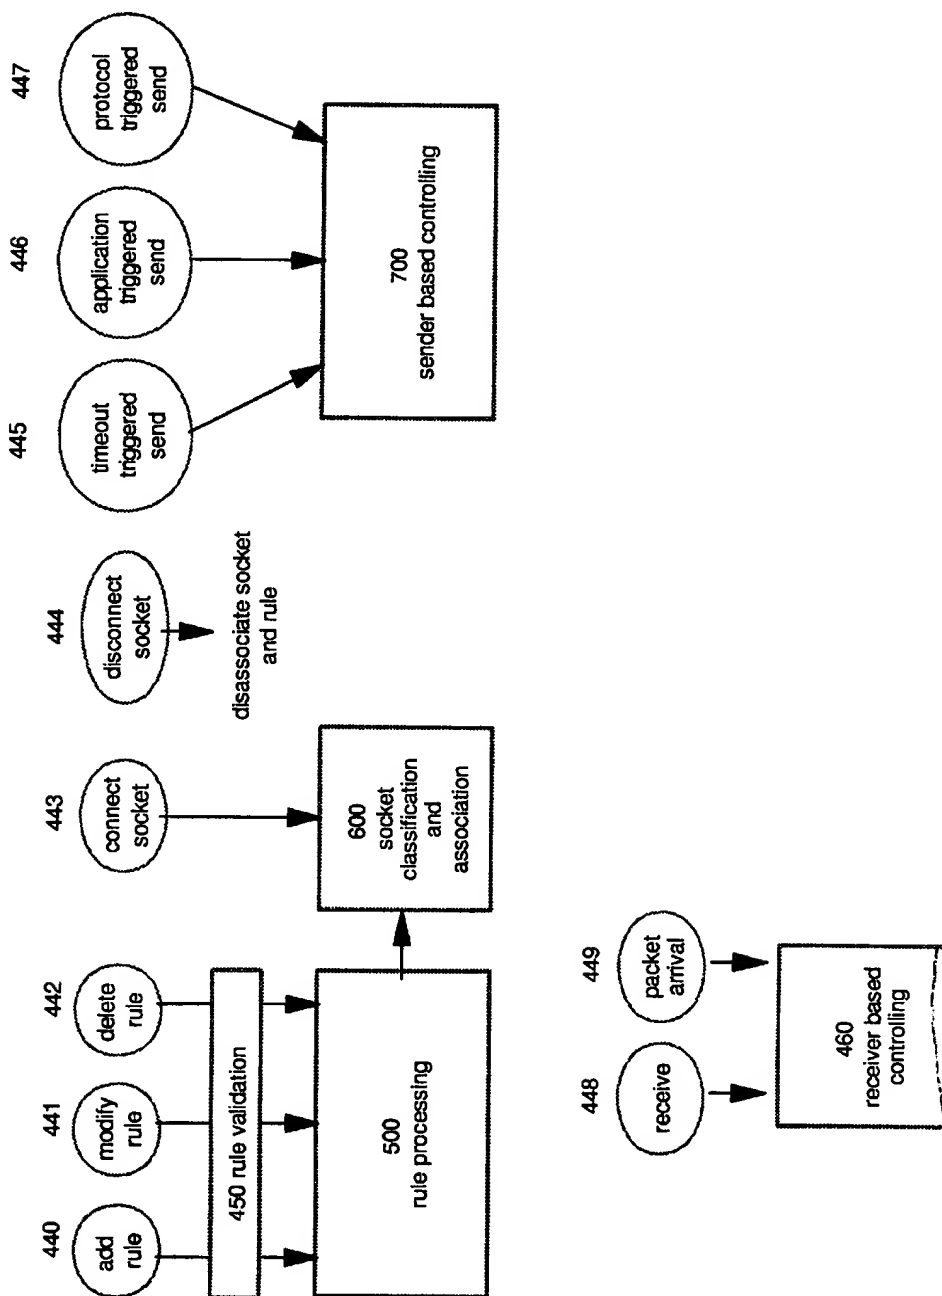 440
add
rule
441
modify
rule
442
delete
rule
450 rule validation
500
rule processing
443
connect
socket
600
socket
classification
and
association
444
disconnect
socket
disassociate socket
and rule
445
timeout
triggered
send
446
application
triggered
send
447
protocol
triggered
send
700
sender based controlling
448
receive
449
packet
arrival
460
receiver based
controlling